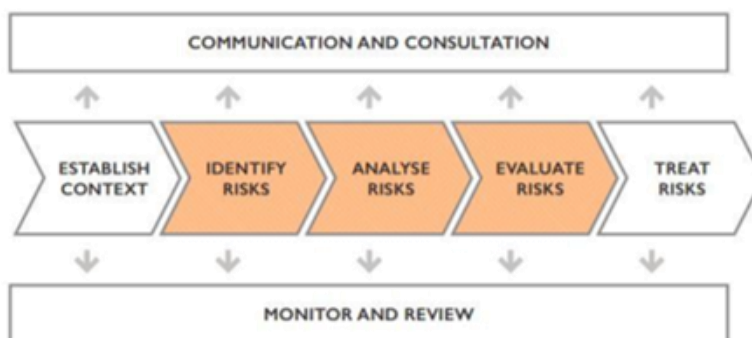 COMMUNICATION AND CONSULTATION
ESTABLISH
CONTEXT
IDENTIFY
RISKS
ANALYSE
RISKS
EVALUATE
RISKS
TREAT
RISKS
MONITOR AND REVIEW